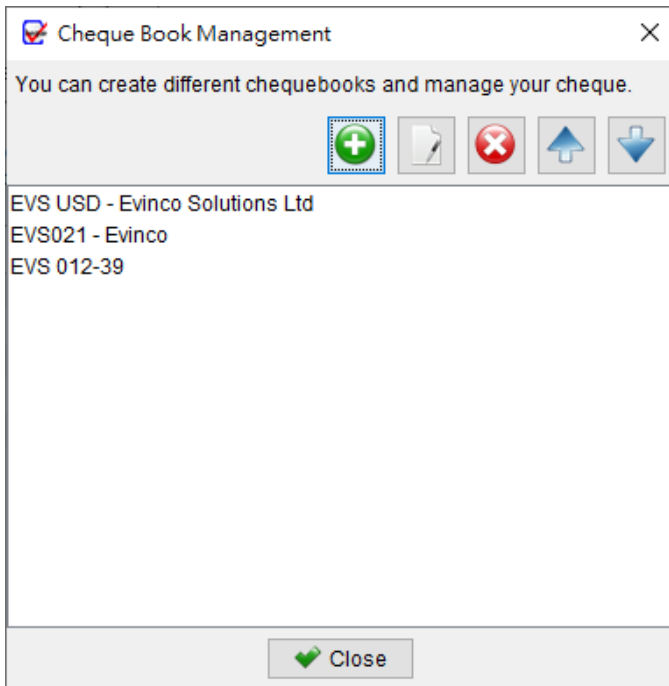 Cheque Book Management
You can create different chequebooks and manage your cheque.
EVS USD - Evinco Solutions Ltd
EVS021 - Evinco
EVS 012-39
Close